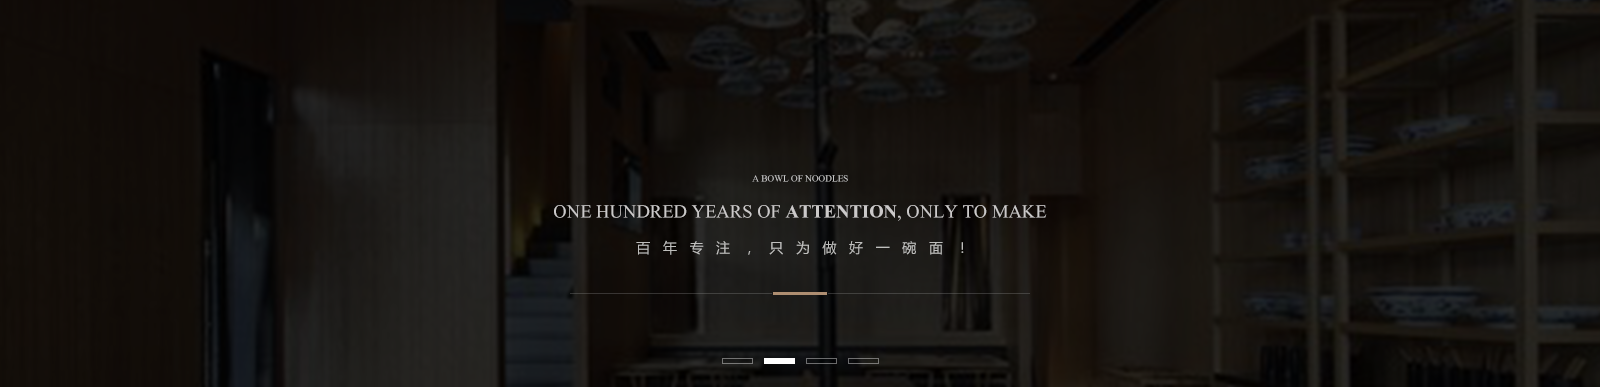 A BOWL OF NOODLES
ONE HUNDRED YEARS OF ATTENTION, ONLY TO MAKE
百年专注，只为做好一碗面！